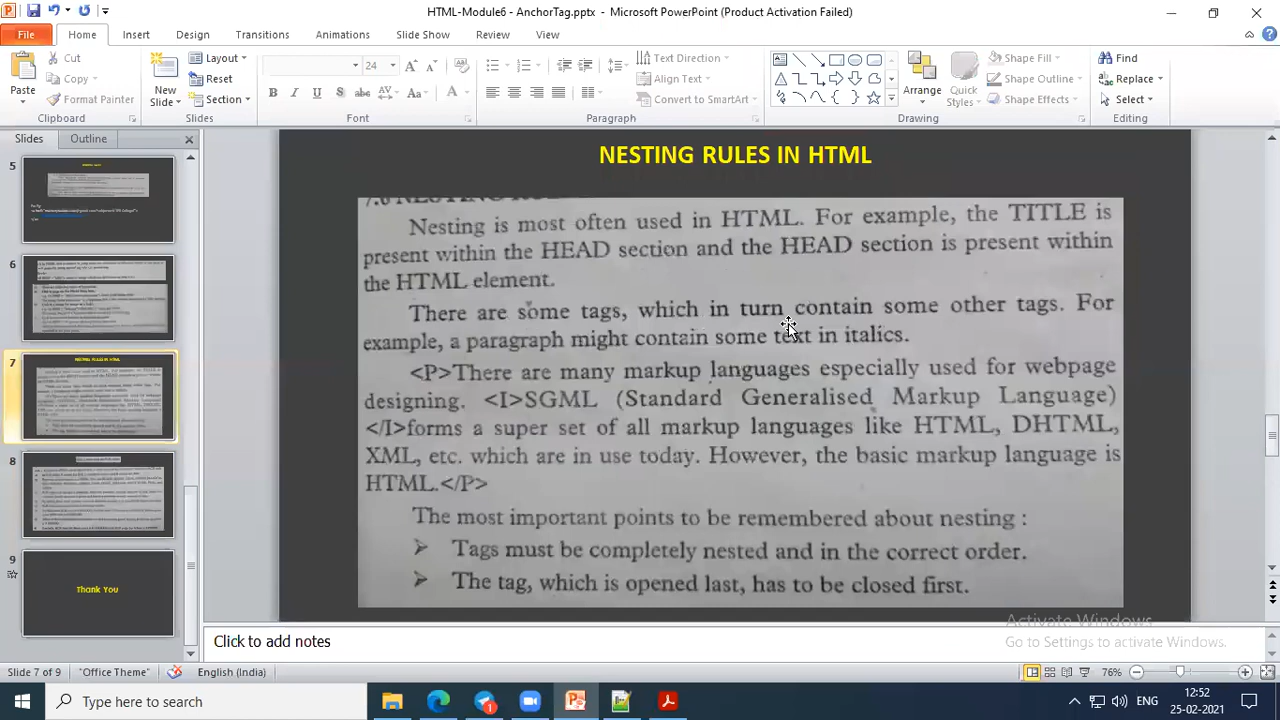 HTML-Module6 - AnchorTag.pptx - Microsoft PowerPoint (Product Activation Failed)
File Home Insert Design Transitions Animations Slide Show Review View
Paste
Cut
Copy
Format Painter
Clipboard
New Slide
Layout
Reset
Section
Slides
24
B I U S abc AV Aa A
Font
Text Direction
Align Text
Convert to SmartArt
Paragraph
Arrange
Quick Styles
Shape Fill
Shape Outline
Shape Effects
Drawing
Find
Replace
Select
Editing
Slides Outline
5
6
7
8
9
Thank You
NESTING RULES IN HTML
Nesting is most often used in HTML. For example, the TITLE is
present within the HEAD section and the HEAD section is present within
the HTML element.
There are some tags, which in turn contain some other tags. For
example, a paragraph might contain some text in italics.
<P>There are many markup languages especially used for webpage
designing. <I>SGML (Standard Generalised Markup Language)
</I>forms a super set of all markup languages like HTML, DHTML,
XML, etc. which are in use today. However, the basic markup language is
HTML.</P>
The most important points to be remembered about nesting :
➤ Tags must be completely nested and in the correct order.
➤ The tag, which is opened last, has to be closed first.
Activate Windows
Go to Settings to activate Windows.
Click to add notes
Slide 7 of 9 "Office Theme" English (India) 76%
Type here to search
ENG
12:52
25-02-2021